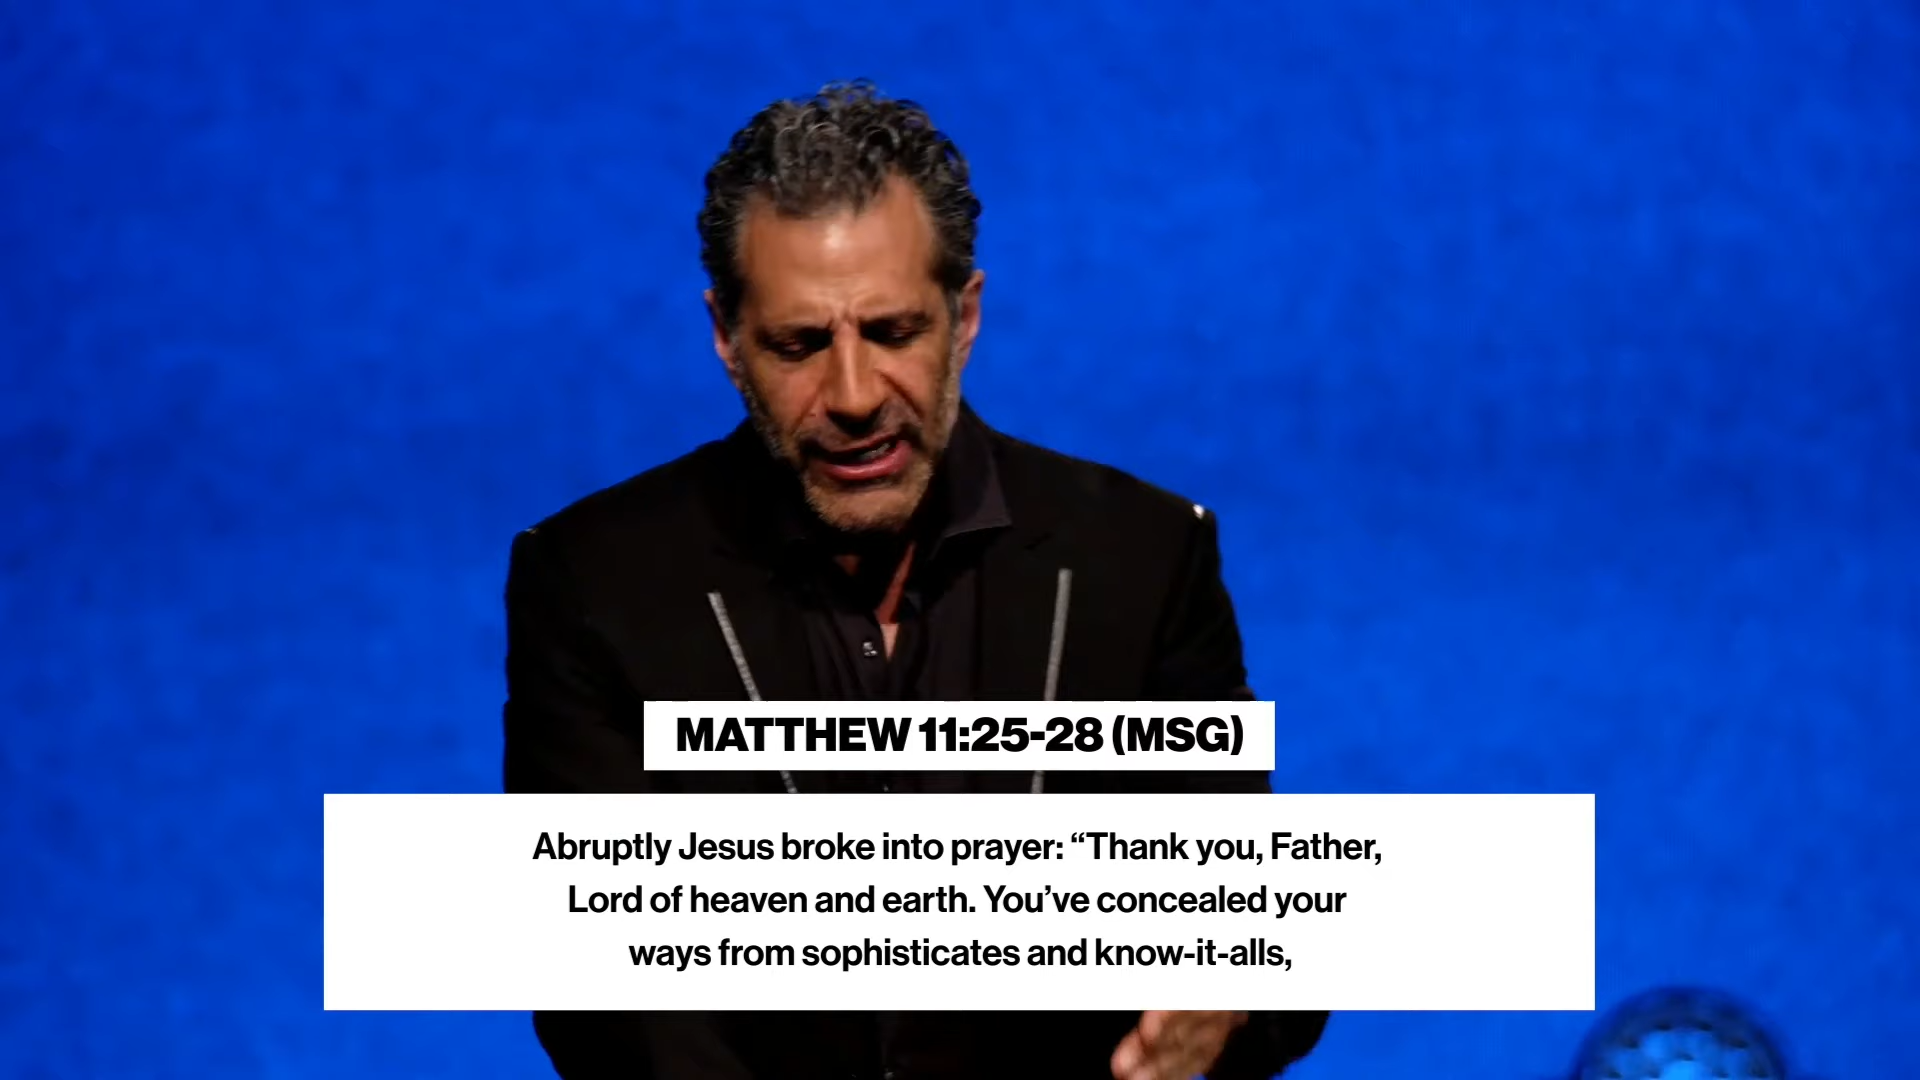 MATTHEW 11:25-28 (MSG)
Abruptly Jesus broke into prayer: “Thank you, Father,
Lord of heaven and earth. You’ve concealed your
ways from sophisticates and know-it-alls,